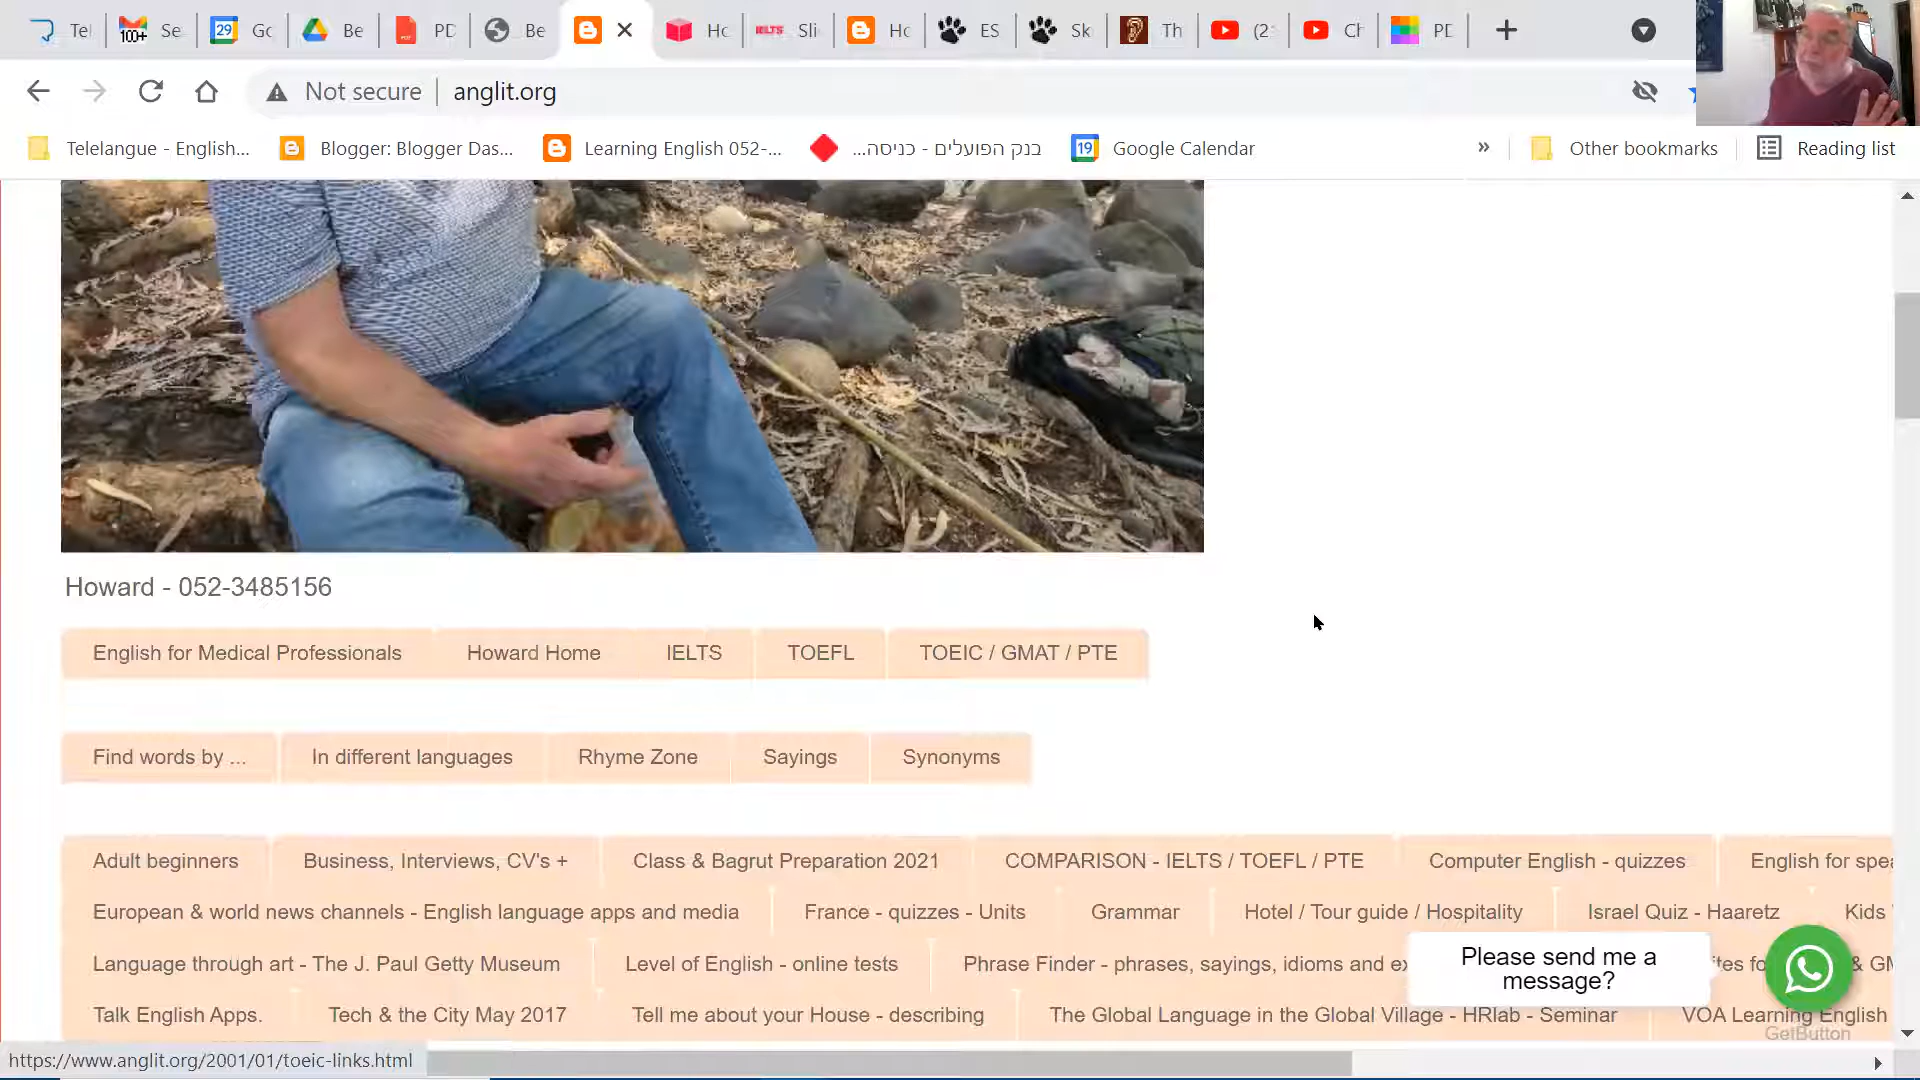 Tel
Se
Go
Be
PD
Be
Ho
Sli
Ho
ES
Sk
Th
(2
Ch
PD
Not secure
anglit.org
Telelangue - English...
Blogger: Blogger Das...
Learning English 052-...
בנק הפועלים - כניסה...
Google Calendar
»
Other bookmarks
Reading list
Howard - 052-3485156
English for Medical Professionals
Howard Home
IELTS
TOEFL
TOEIC / GMAT / PTE
Find words by ...
In different languages
Rhyme Zone
Sayings
Synonyms
Adult beginners
Business, Interviews, CV's +
Class & Bagrut Preparation 2021
COMPARISON - IELTS / TOEFL / PTE
Computer English - quizzes
English for spea
European & world news channels - English language apps and media
France - quizzes - Units
Grammar
Hotel / Tour guide / Hospitality
Israel Quiz - Haaretz
Kids
Language through art - The J. Paul Getty Museum
Level of English - online tests
Phrase Finder - phrases, sayings, idioms and ex
ites fo
& GM
Please send me a
message?
Talk English Apps.
Tech & the City May 2017
Tell me about your House - describing
The Global Language in the Global Village - HRlab - Seminar
VOA Learning English
GetButton
https://www.anglit.org/2001/01/toeic-links.html